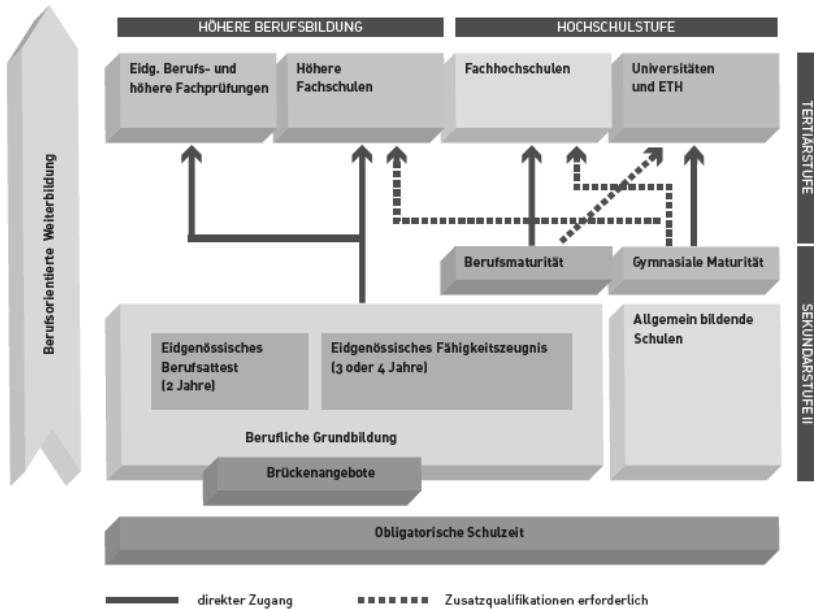 HÖHERE BERUFSBILDUNG
HOCHSCHULSTUFE
Eidg. Berufs- und
höhere Fachprüfungen
Höhere
Fachschulen
Fachhochschulen
Universitäten
und ETH
TERTIÄRSTUFE
Berufsorientierte Weiterbildung
Berufsmaturität
Gymnasiale Maturität
SEKUNDARSTUFE II
Eidgenössisches
Berufsattest
(2 Jahre)
Eidgenössisches Fähigkeitszeugnis
(3 oder 4 Jahre)
Allgemein bildende
Schulen
Berufliche Grundbildung
Brückenangebote
Obligatorische Schulzeit
direkter Zugang
Zusatzqualifikationen erforderlich